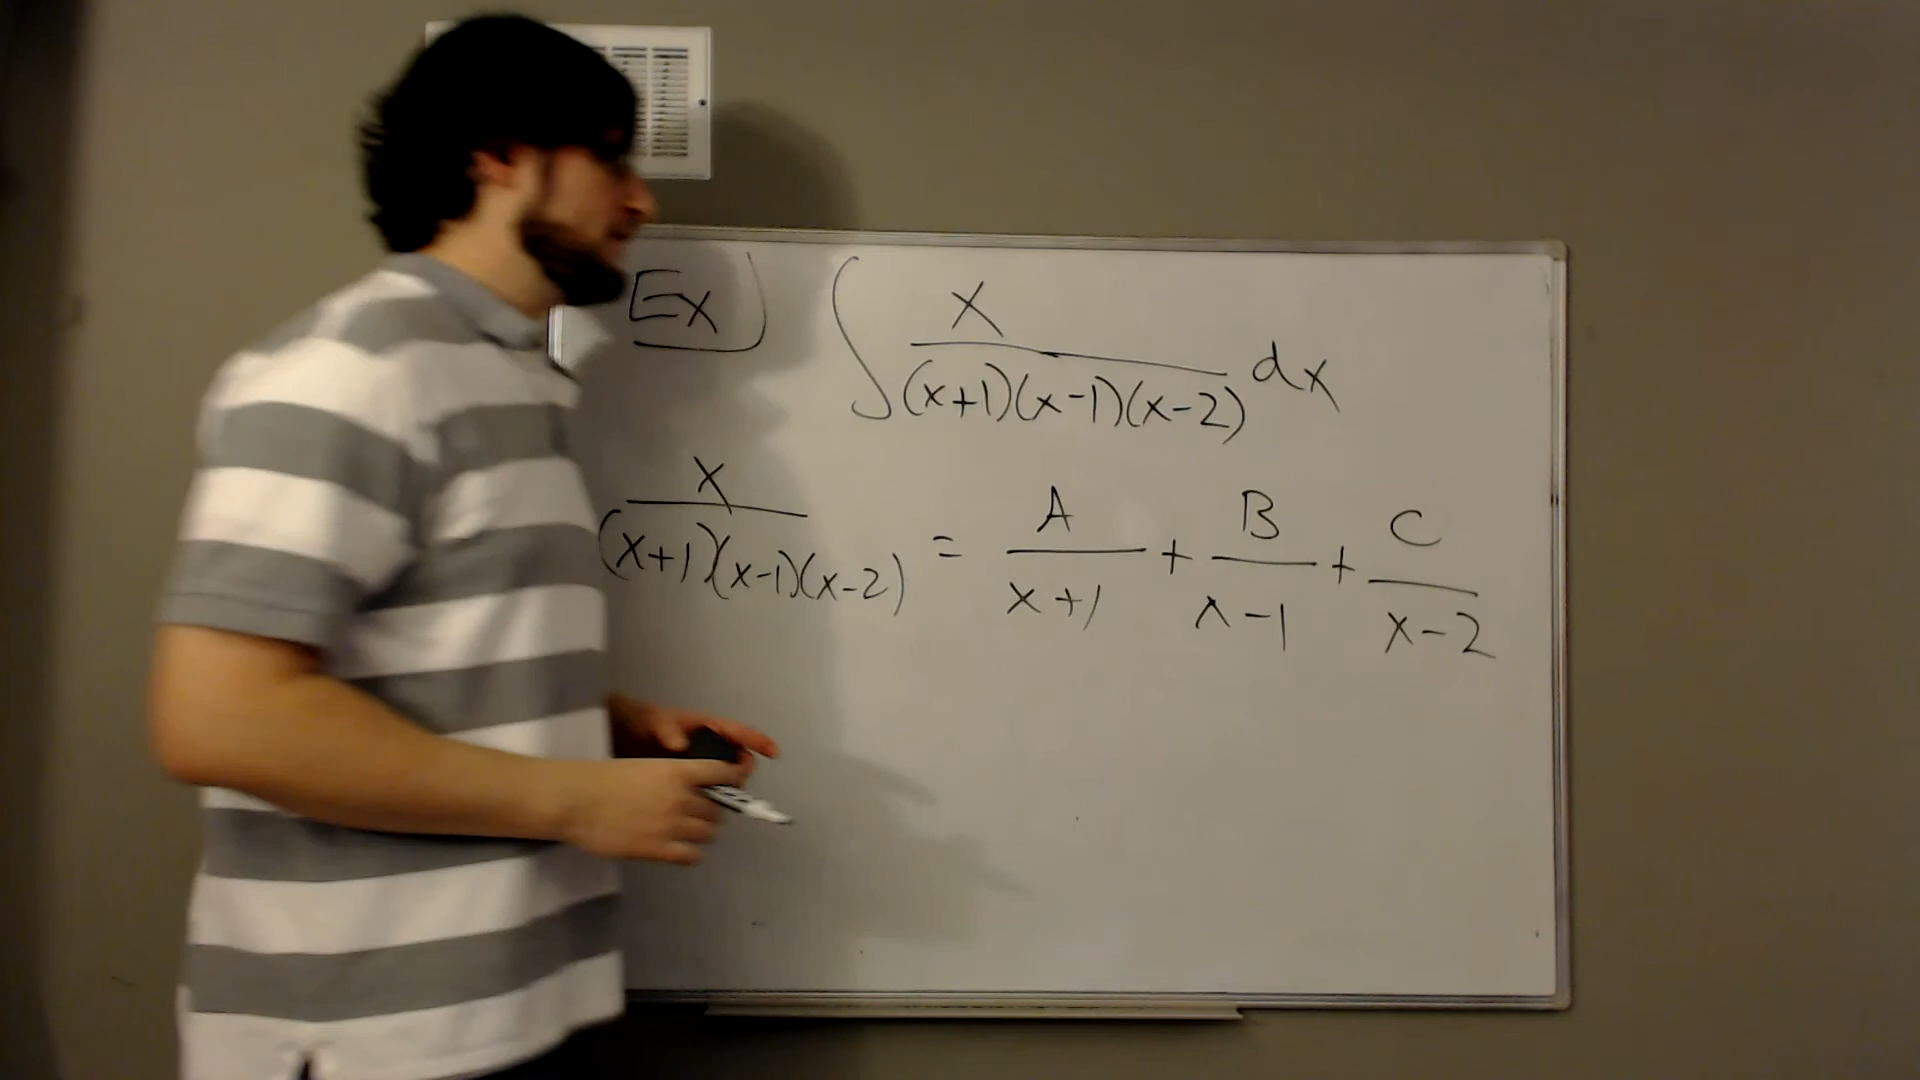 Ex) ∫ x/((x+1)(x-1)(x-2)) dx
x/((x+1)(x-1)(x-2)) = A/(x+1) + B/(x-1) + C/(x-2)